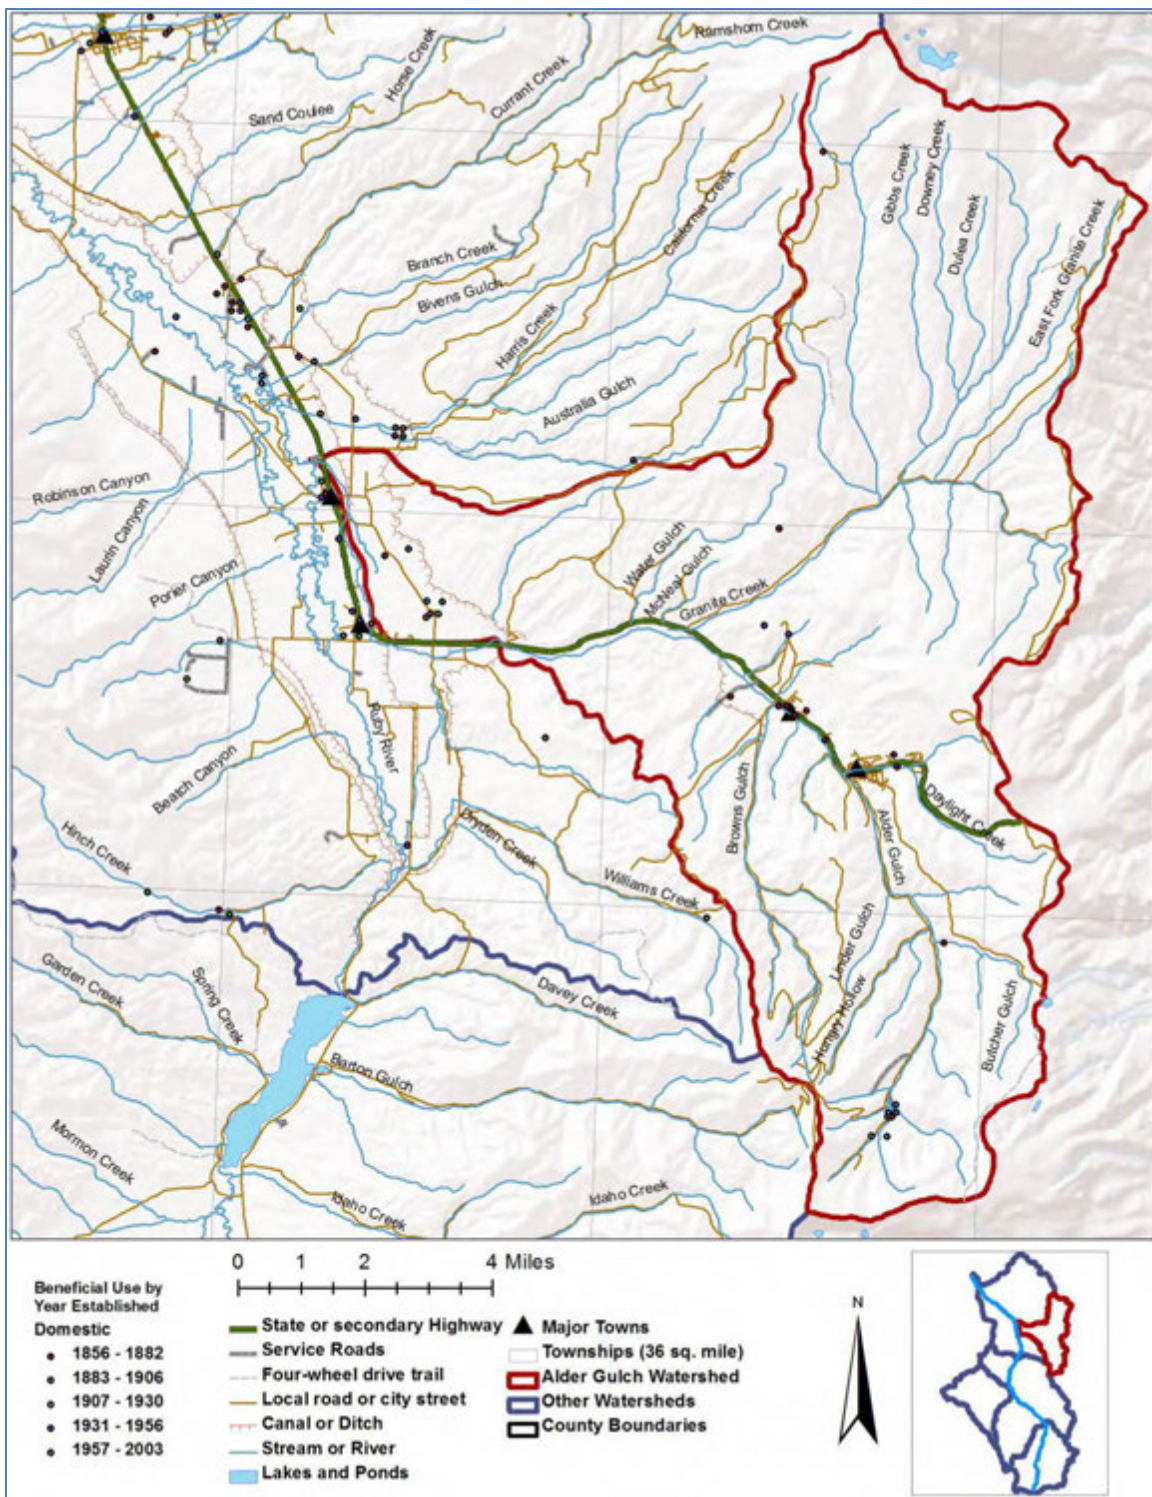 Ramshorn Creek
Horse Creek
Currant Creek
Sand Coulee
Gibbs Creek
Downey Creek
California Creek
Dulea Creek
East Fork Granite Creek
Branch Creek
Bivens Gulch
Harris Creek
Australia Gulch
Robinson Canyon
Laurin Canyon
Porier Canyon
Water Gulch
McNeal Gulch
Granite Creek
Ruby River
Beatch Canyon
Browns Gulch
Daylight Creek
Alder Gulch
Hinch Creek
Dryden Creek
Williams Creek
Linder Gulch
Hungry Hollow
Butcher Gulch
Garden Creek
Spring Creek
Davey Creek
Barton Gulch
Mormon Creek
Idaho Creek
Idaho Creek
0 1 2 4 Miles
Beneficial Use by
Year Established
Domestic
1856 - 1882
1883 - 1906
1907 - 1930
1931 - 1956
1957 - 2003
State or secondary Highway
Service Roads
Four-wheel drive trail
Local road or city street
Canal or Ditch
Stream or River
Lakes and Ponds
Major Towns
Townships (36 sq. mile)
Alder Gulch Watershed
Other Watersheds
County Boundaries
N